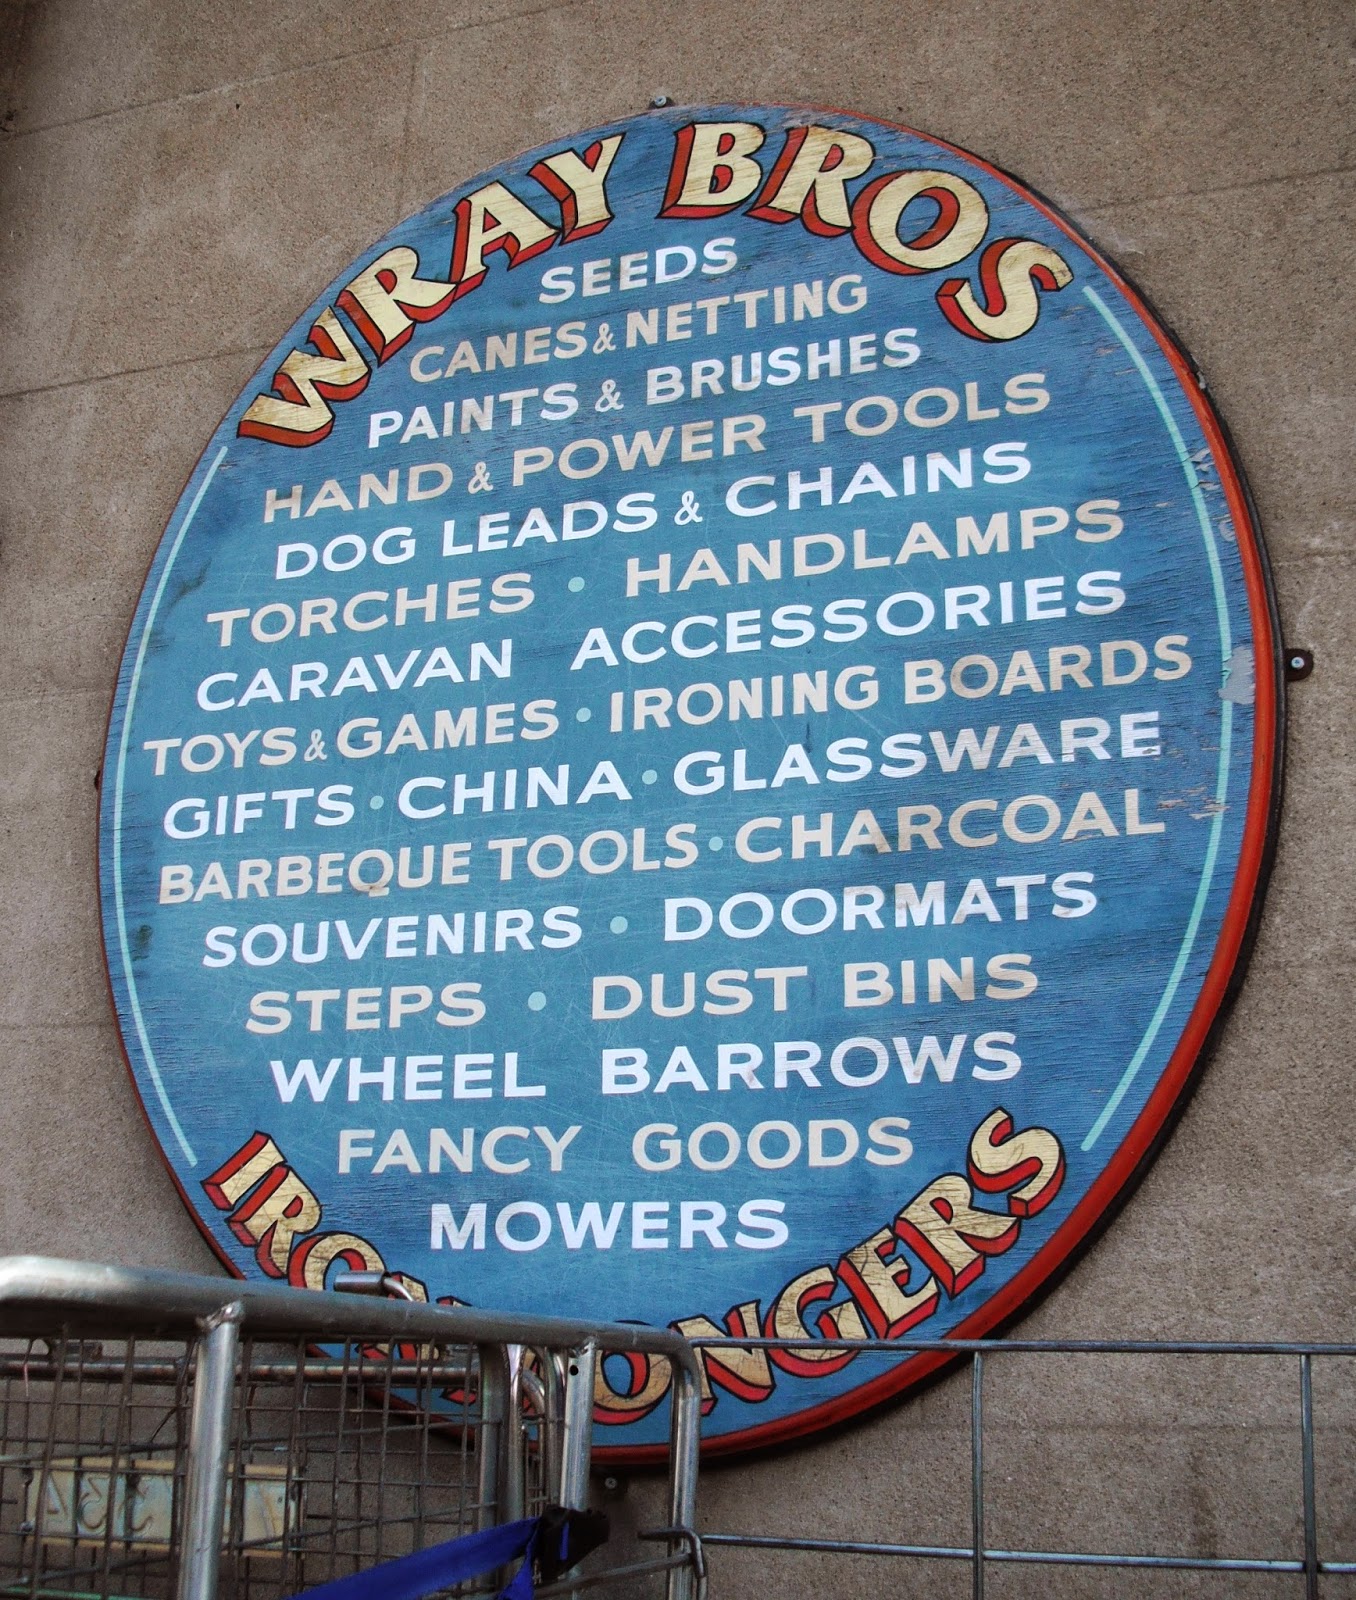 WRAY BROS
SEEDS
CANES & NETTING
PAINTS & BRUSHES
HAND & POWER TOOLS
DOG LEADS & CHAINS
TORCHES • HANDLAMPS
CARAVAN ACCESSORIES
TOYS & GAMES • IRONING BOARDS
GIFTS • CHINA • GLASSWARE
BARBEQUE TOOLS • CHARCOAL
SOUVENIRS • DOORMATS
STEPS • DUST BINS
WHEEL BARROWS
FANCY GOODS
MOWERS
IRONMONGERS